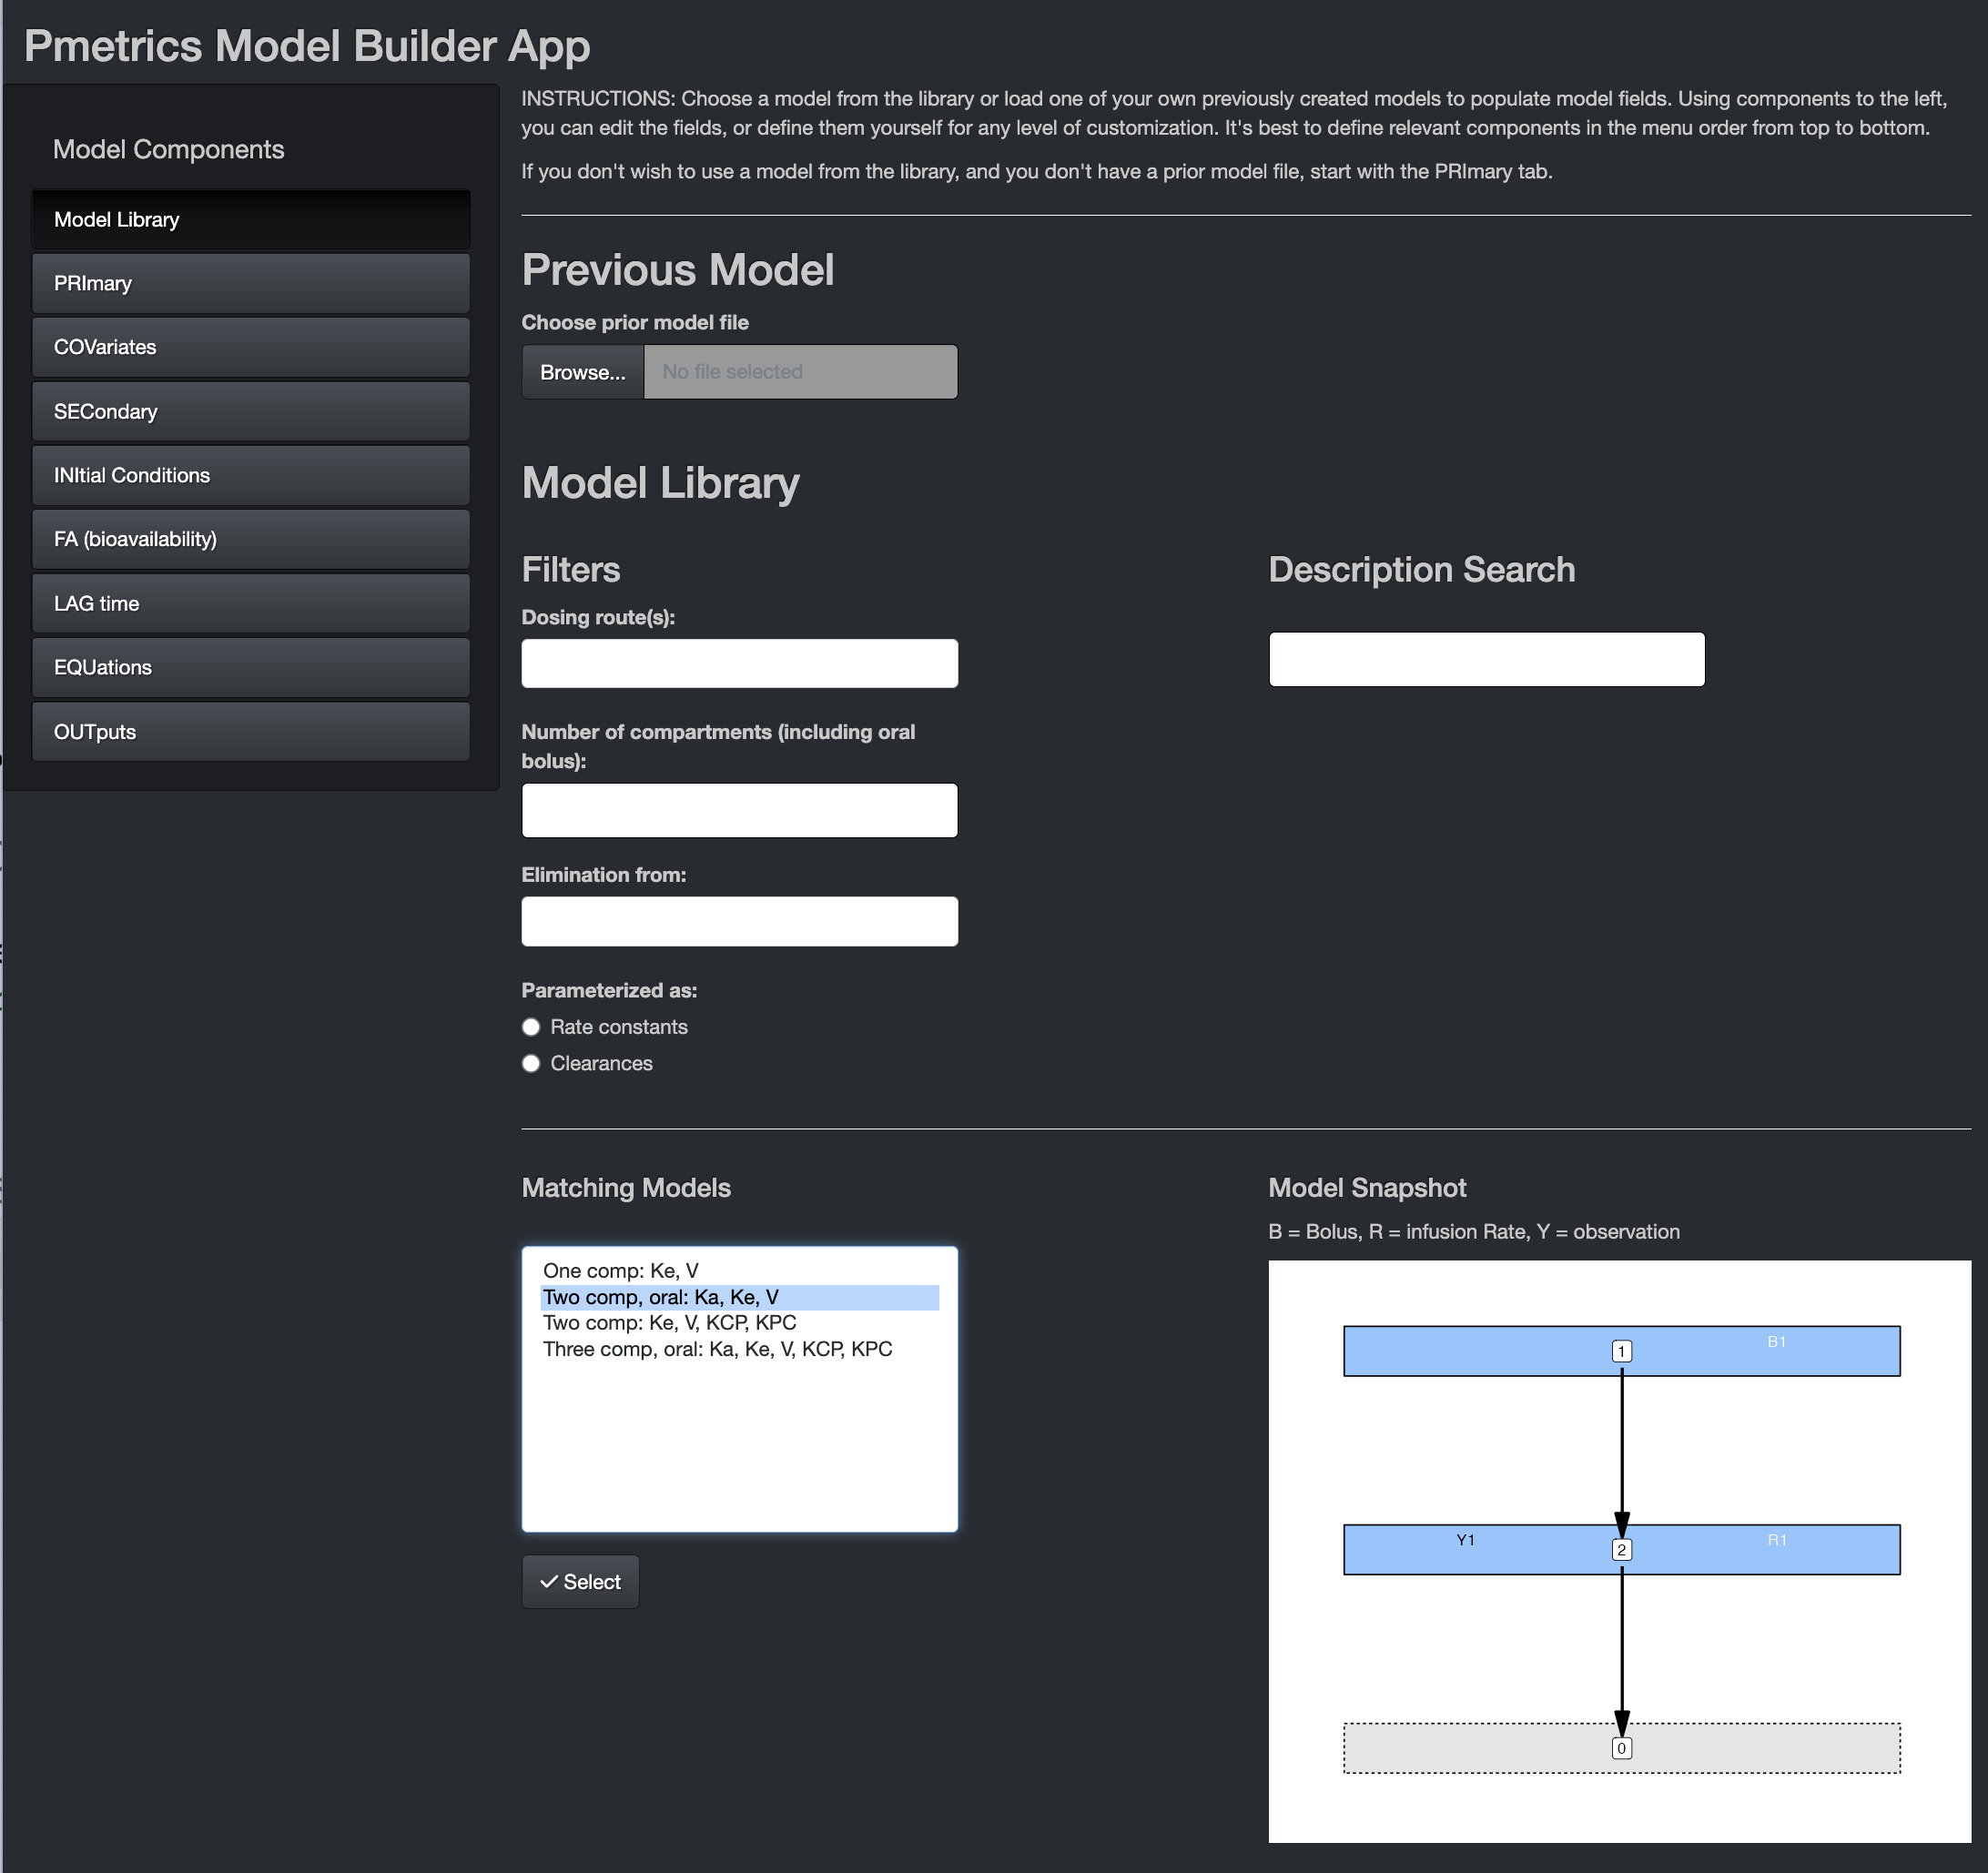 Pmetrics Model Builder App
Model Components
Model Library
PRImary
COVariates
SECondary
INItial Conditions
FA (bioavailability)
LAG time
EQUations
OUTputs
INSTRUCTIONS: Choose a model from the library or load one of your own previously created models to populate model fields. Using components to the left,
you can edit the fields, or define them yourself for any level of customization. It's best to define relevant components in the menu order from top to bottom.
If you don't wish to use a model from the library, and you don't have a prior model file, start with the PRImary tab.
Previous Model
Choose prior model file
Browse... No file selected
Model Library
Filters
Dosing route(s):
Number of compartments (including oral
bolus):
Elimination from:
Parameterized as:
Rate constants
Clearances
Description Search
Matching Models
One comp: Ke, V
Two comp, oral: Ka, Ke, V
Two comp: Ke, V, KCP, KPC
Three comp, oral: Ka, Ke, V, KCP, KPC
Select
Model Snapshot
B = Bolus, R = infusion Rate, Y = observation
1 B1
Y1 2 R1
0